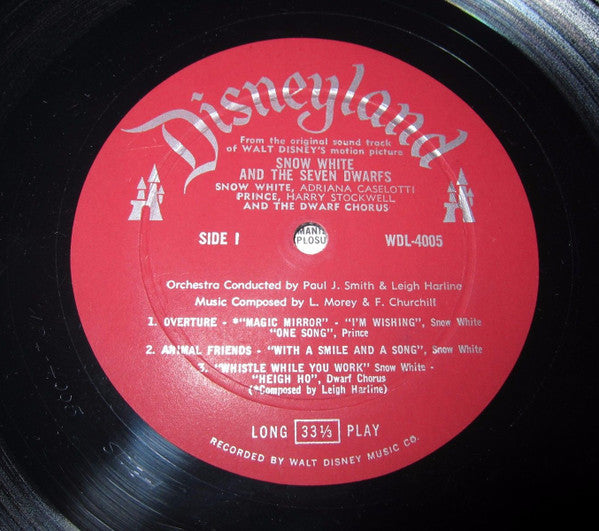 Disneyland
From the original sound track
of WALT DISNEY'S motion picture
SNOW WHITE
AND THE SEVEN DWARFS
SNOW WHITE, ADRIANA CASELOTTI
PRINCE, HARRY STOCKWELL
AND THE DWARF CHORUS
SIDE I
WDL-4005
Orchestra Conducted by Paul J. Smith & Leigh Harline
Music Composed by L. Morey & F. Churchill
1. OVERTURE - *"MAGIC MIRROR" - "I'M WISHING", Snow White
"ONE SONG", Prince
2. ANIMAL FRIENDS - "WITH A SMILE AND A SONG", Snow White
3. "WHISTLE WHILE YOU WORK" Snow White -
"HEIGH HO", Dwarf Chorus
(*Composed by Leigh Harline)
LONG 33⅓ PLAY
RECORDED BY WALT DISNEY MUSIC CO.